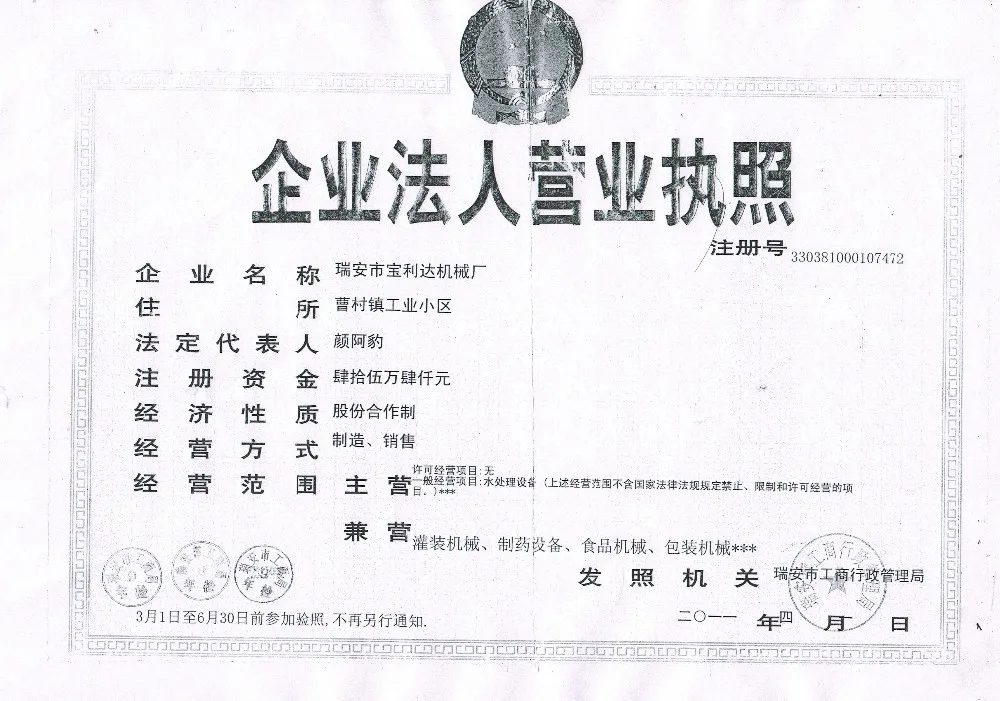 企业法人营业执照
注册号 330381000107472
企业名称 瑞安市宝利达机械厂
住所 曹村镇工业小区
法定代表人 颜阿豹
注册资金 肆拾伍万肆仟元
经济性质 股份合作制
经营方式 制造、销售
经营范围 主营 许可经营项目:无
一般经营项目:水处理设备（上述经营范围不含国家法律法规规定禁止、限制和许可经营的项
目。)***
兼营 灌装机械、制药设备、食品机械、包装机械***
发照机关 瑞安市工商行政管理局
3月1日至6月30日前参加验照,不再另行通知.
二〇一一 年四 月 日